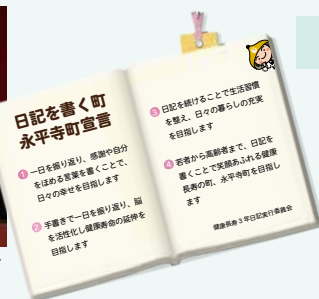 日記を書く町
永平寺町宣言
1 一日を振り返り、感謝や自分
をほめる言葉を書くことで、
日々の幸せを目指します
2 手書きで一日を振り返り、脳
を活性化し健康寿命の延伸を
目指します
3 日記を続けることで生活習慣
を整え、日々の暮らしの充実
を目指します
4 若者から高齢者まで、日記を
書くことで笑顔あふれる健康
長寿の町、永平寺町を目指し
ます
健康長寿3年日記実行委員会